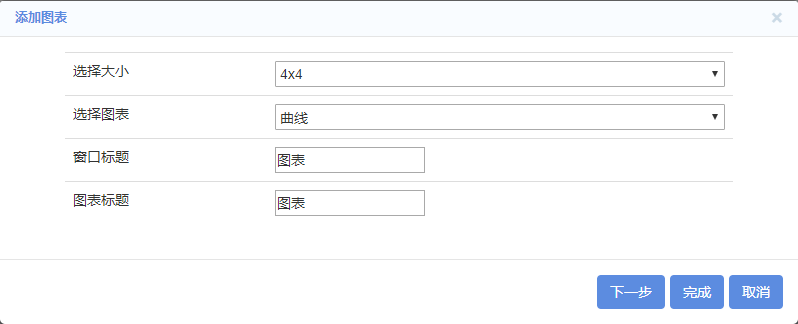 添加图表
选择大小 4x4
选择图表 曲线
窗口标题 图表
图表标题 图表
下一步 完成 取消